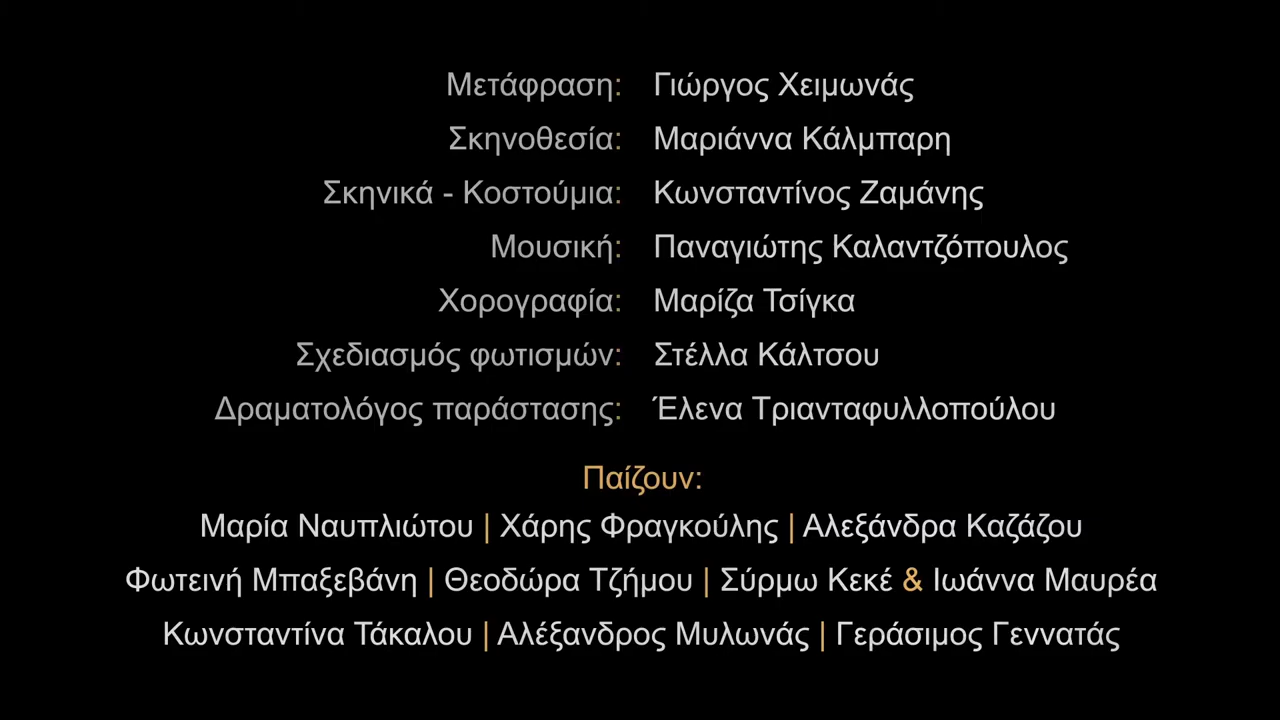 Μετάφραση: Γιώργος Χειμωνάς
Σκηνοθεσία: Μαριάννα Κάλμπαρη
Σκηνικά - Κοστούμια: Κωνσταντίνος Ζαμάνης
Μουσική: Παναγιώτης Καλαντζόπουλος
Χορογραφία: Μαρίζα Τσίγκα
Σχεδιασμός φωτισμών: Στέλλα Κάλτσου
Δραματολόγος παράστασης: Έλενα Τριανταφυλλοπούλου
Παίζουν:
Μαρία Ναυπλιώτου | Χάρης Φραγκούλης | Αλεξάνδρα Καζάζου
Φωτεινή Μπαξεβάνη | Θεοδώρα Τζήμου | Σύρμω Κεκέ & Ιωάννα Μαυρέα
Κωνσταντίνα Τάκαλου | Αλέξανδρος Μυλωνάς | Γεράσιμος Γεννατάς